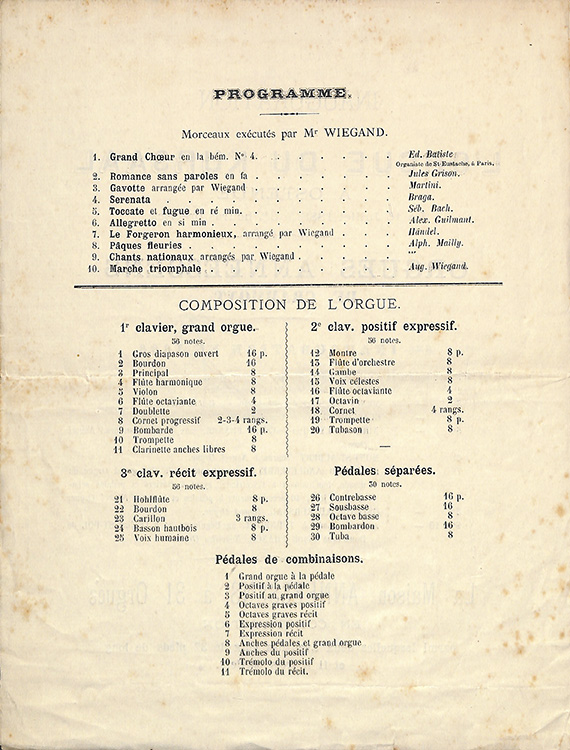 PROGRAMME.
Morceaux exécutés par Mr WIEGAND.
1. Grand Chœur en la bém. No 4. . . . . . . Ed. Batiste
Organiste de St-Eustache, à Paris.
2. Romance sans paroles en fa . . . . . . . Jules Grison.
3. Gavotte arrangée par Wiegand . . . . . . . Martini.
4. Serenata . . . . . . . . . . Braga.
5. Toccate et fugue en ré min. . . . . . . . Séb. Bach.
6. Allegretto en si min . . . . . . . . Alex. Guilmant.
7. Le Forgeron harmonieux, arrangé par Wiegand . . . . Händel.
8. Pâques fleuries . . . . . . . . . Alph. Mailly.
9. Chants nationaux arrangés par Wiegand . . . . . . ***
10. Marche triomphale . . . . . . . . Aug. Wiegand.
COMPOSITION DE L'ORGUE.
1r clavier, grand orgue.
56 notes.
1 Gros diapason ouvert 16 p.
2 Bourdon 16
3 Principal 8
4 Flûte harmonique 8
5 Violon 8
6 Flûte octaviante 4
7 Doublette 2
8 Cornet progressif 2-3-4 rangs.
9 Bombarde 16 p.
10 Trompette 8
11 Clarinette anches libres 8
2e clav. positif expressif.
56 notes.
12 Montre 8 p.
13 Flûte d'orchestre 8
14 Gambe 8
15 Voix célestes 8
16 Flûte octaviante 4
17 Octavin 2
18 Cornet 4 rangs.
19 Trompette 8 p.
20 Tubason 8
3e clav. récit expressif.
56 notes.
21 Hohlflûte 8 p.
22 Bourdon 8
23 Carillon 3 rangs.
24 Basson hautbois 8 p.
25 Voix humaine 8
Pédales séparées.
30 notes.
26 Contrebasse 16 p.
27 Sousbasse 16
28 Octave basse 8
29 Bombardon 16
30 Tuba 8
Pédales de combinaisons.
1 Grand orgue à la pédale
2 Positif à la pédale
3 Positif au grand orgue
4 Octaves graves positif
5 Octaves graves récit
6 Expression positif
7 Expression récit
8 Anches pédales et grand orgue
9 Anches du positif
10 Trémolo du positif
11 Trémolo du récit.